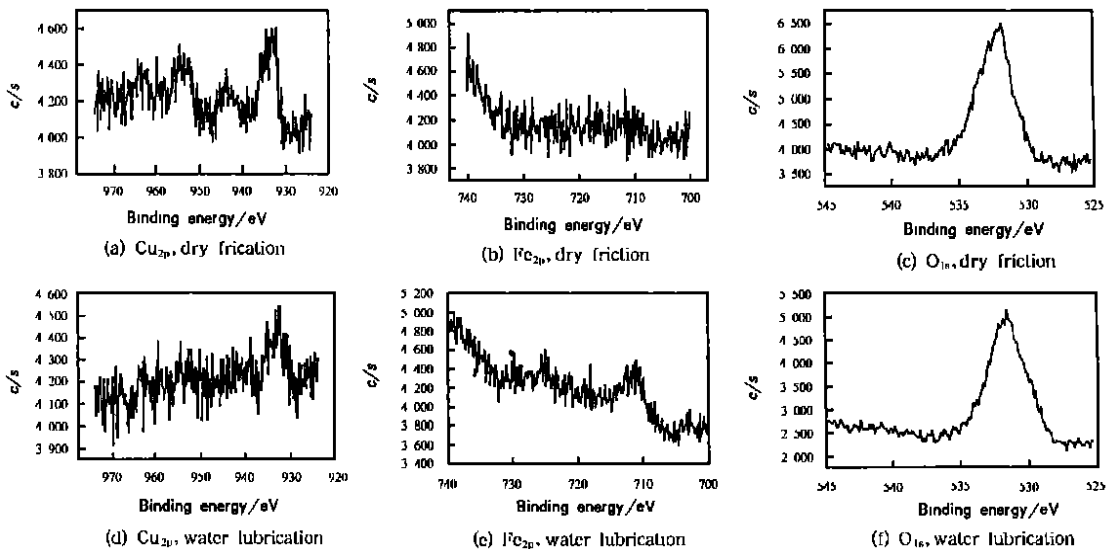 4 600
4 400
4 200
4 000
3 800
c/s
970 960 950 940 930 920
Binding energy/eV
(a) Cu2p, dry frication
5 000
4 800
4 600
4 400
4 200
4 000
3 800
c/s
740 730 720 710 700
Binding energy/eV
(b) Fe2p, dry friction
6 500
6 000
5 500
5 000
4 500
4 000
3 500
c/s
545 540 535 530 525
Binding energy/eV
(c) O1s, dry friction
4 600
4 500
4 400
4 300
4 200
4 100
4 000
3 900
c/s
970 960 950 940 930 920
Binding energy/eV
(d) Cu2p, water lubrication
5 200
5 000
4 800
4 600
4 400
4 200
4 000
3 800
3 600
3 400
c/s
740 730 720 710 700
Binding energy/eV
(e) Fe2p, water lubrication
5 500
5 000
4 000
3 500
3 000
2 500
2 000
c/s
545 540 535 530 525
Binding energy/eV
(f) O1s, water lubrication